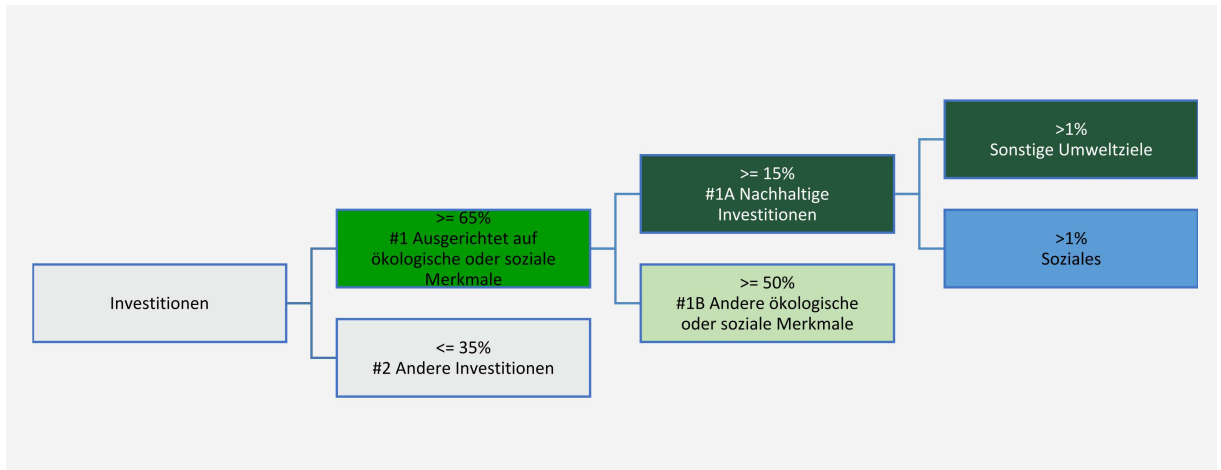 Investitionen
>= 65%
#1 Ausgerichtet auf
ökologische oder soziale
Merkmale
<= 35%
#2 Andere Investitionen
>= 15%
#1A Nachhaltige
Investitionen
>= 50%
#1B Andere ökologische
oder soziale Merkmale
>1%
Sonstige Umweltziele
>1%
Soziales